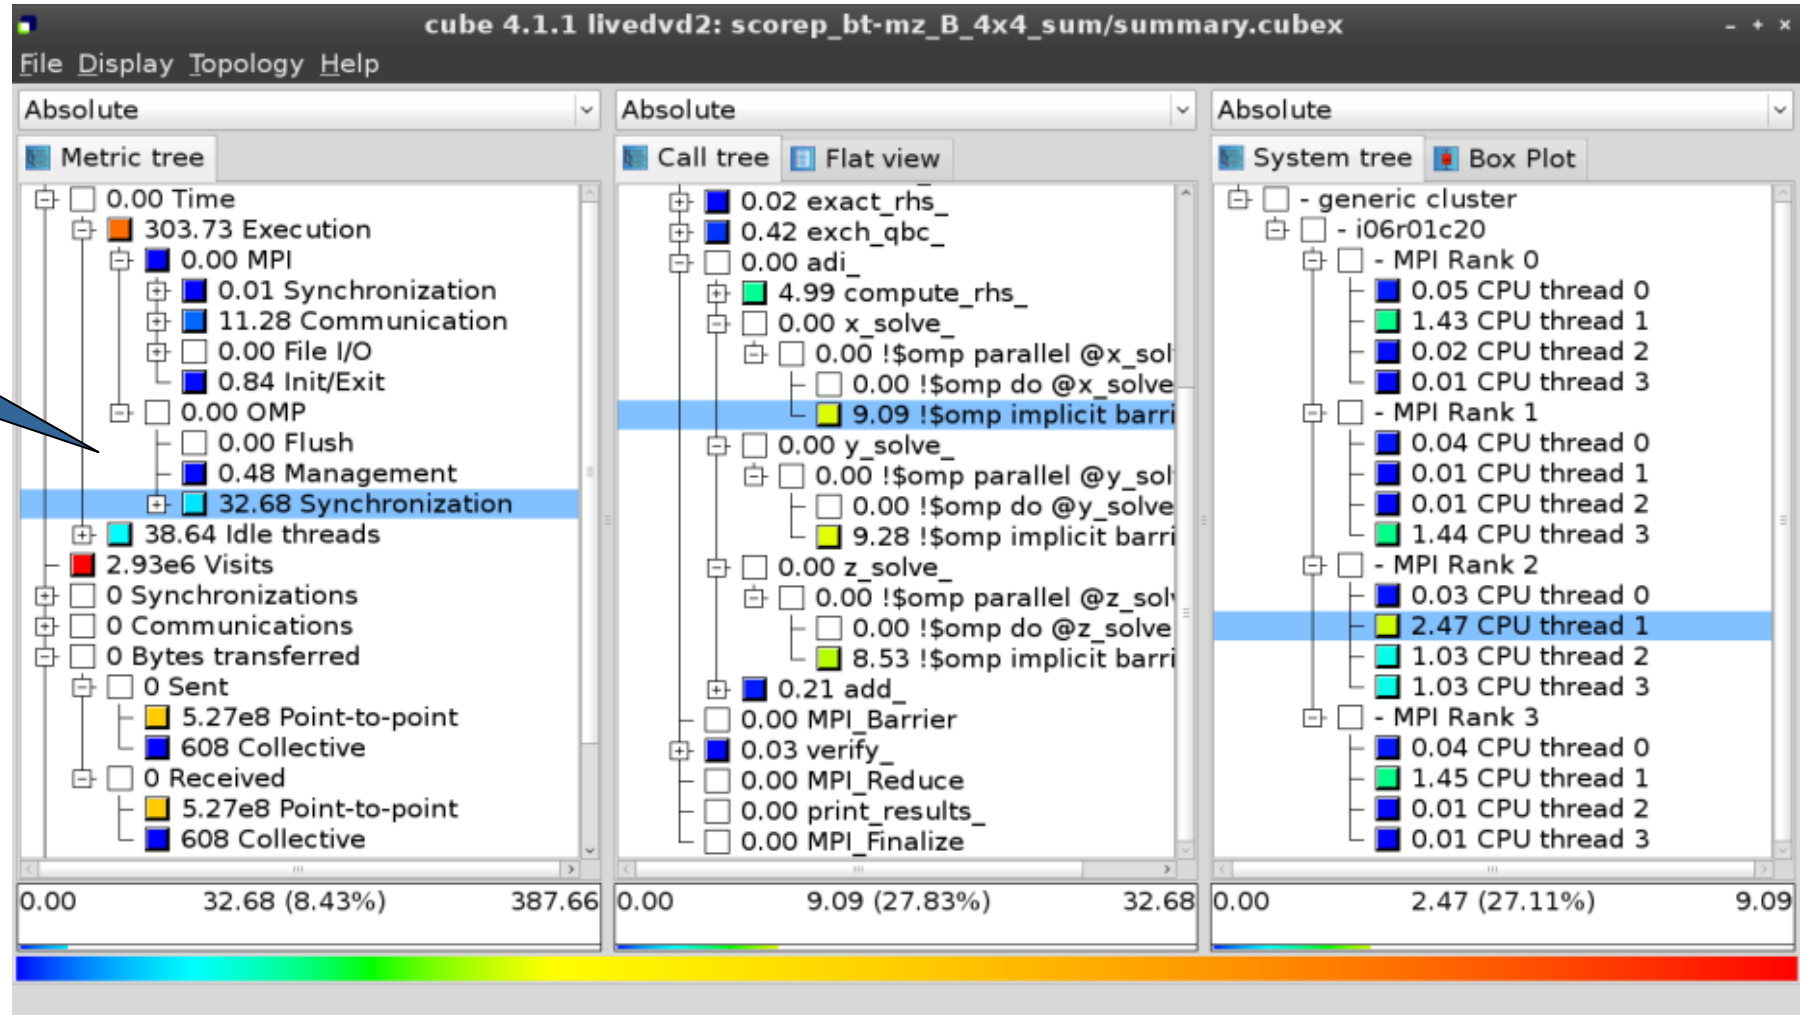 cube 4.1.1 livedvd2: scorep_bt-mz_B_4x4_sum/summary.cubex
File Display Topology Help
Absolute
Metric tree
0.00 Time
303.73 Execution
0.00 MPI
0.01 Synchronization
11.28 Communication
0.00 File I/O
0.84 Init/Exit
0.00 OMP
0.00 Flush
0.48 Management
32.68 Synchronization
38.64 Idle threads
2.93e6 Visits
0 Synchronizations
0 Communications
0 Bytes transferred
0 Sent
5.27e8 Point-to-point
608 Collective
0 Received
5.27e8 Point-to-point
608 Collective
0.00 32.68 (8.43%) 387.66
Absolute
Call tree Flat view
0.02 exact_rhs_
0.42 exch_qbc_
0.00 adi_
4.99 compute_rhs_
0.00 x_solve_
0.00 !$omp parallel @x_sol
0.00 !$omp do @x_solve
9.09 !$omp implicit barri
0.00 y_solve_
0.00 !$omp parallel @y_sol
0.00 !$omp do @y_solve
9.28 !$omp implicit barri
0.00 z_solve_
0.00 !$omp parallel @z_solv
0.00 !$omp do @z_solve
8.53 !$omp implicit barri
0.21 add_
0.00 MPI_Barrier
0.03 verify_
0.00 MPI_Reduce
0.00 print_results_
0.00 MPI_Finalize
0.00 9.09 (27.83%) 32.68
Absolute
System tree Box Plot
- generic cluster
- i06r01c20
- MPI Rank 0
0.05 CPU thread 0
1.43 CPU thread 1
0.02 CPU thread 2
0.01 CPU thread 3
- MPI Rank 1
0.04 CPU thread 0
0.01 CPU thread 1
0.01 CPU thread 2
1.44 CPU thread 3
- MPI Rank 2
0.03 CPU thread 0
2.47 CPU thread 1
1.03 CPU thread 2
1.03 CPU thread 3
- MPI Rank 3
0.04 CPU thread 0
1.45 CPU thread 1
0.01 CPU thread 2
0.01 CPU thread 3
0.00 2.47 (27.11%) 9.09